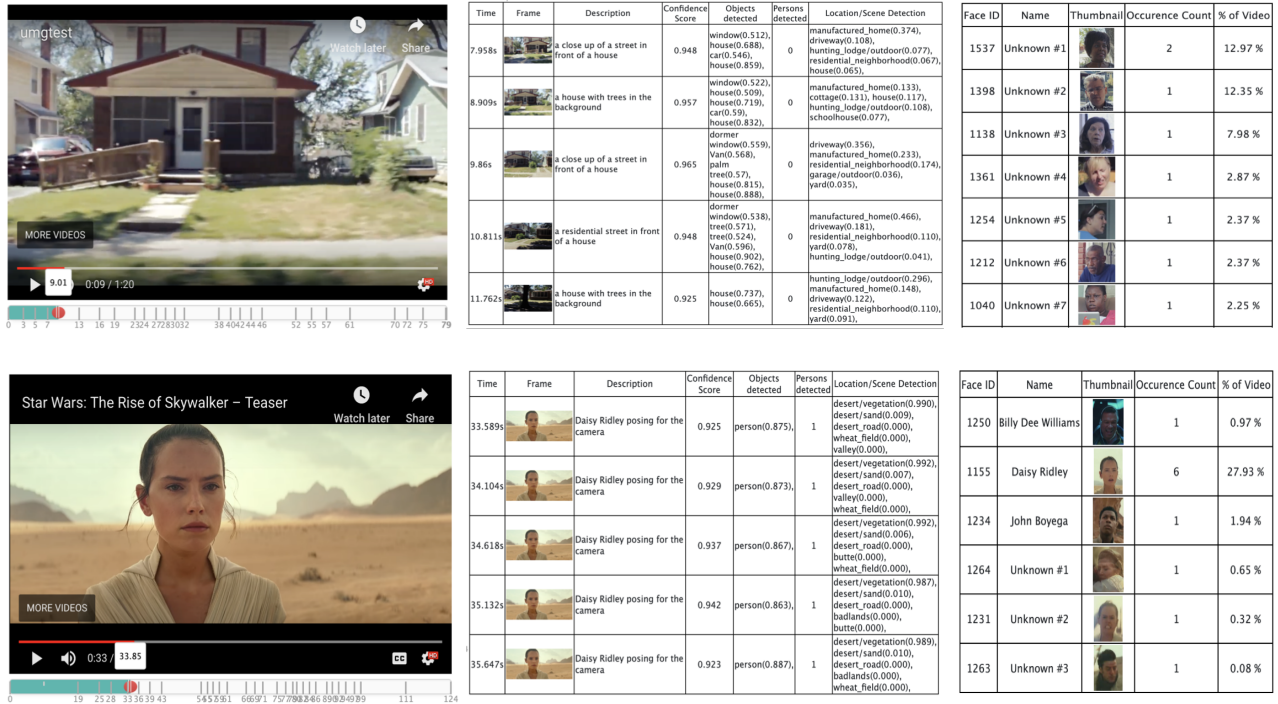 umgtest
Watch later
Share
MORE VIDEOS
9.01
0:09 / 1:20
HD
0 3 5 7 13 16 19 2324 27283032 38 4042 44 46 52 55 57 61 70 72 75 79
Time Frame Description Confidence Score Objects detected Persons detected Location/Scene Detection
7.958s a close up of a street in front of a house 0.948 window(0.512), house(0.688), car(0.546), house(0.859), 0 manufactured_home(0.374), driveway(0.108), hunting_lodge/outdoor(0.077), residential_neighborhood(0.067), house(0.065),
8.909s a house with trees in the background 0.957 window(0.522), house(0.509), house(0.719), car(0.59), house(0.832), 0 manufactured_home(0.133), cottage(0.131), house(0.117), hunting_lodge/outdoor(0.108), schoolhouse(0.077),
9.86s a close up of a street in front of a house 0.965 dormer window(0.559), Van(0.568), palm tree(0.57), house(0.815), house(0.888), 0 driveway(0.356), manufactured_home(0.233), residential_neighborhood(0.174), garage/outdoor(0.036), yard(0.035),
10.811s a residential street in front of a house 0.948 dormer window(0.538), tree(0.571), tree(0.524), Van(0.596), house(0.902), house(0.762), 0 manufactured_home(0.466), driveway(0.181), residential_neighborhood(0.110), yard(0.078), hunting_lodge/outdoor(0.041),
11.762s a house with trees in the background 0.925 house(0.737), house(0.665), 0 hunting_lodge/outdoor(0.296), manufactured_home(0.148), driveway(0.122), residential_neighborhood(0.110), yard(0.091),
Face ID Name Thumbnail Occurence Count % of Video
1537 Unknown #1 2 12.97 %
1398 Unknown #2 1 12.35 %
1138 Unknown #3 1 7.98 %
1361 Unknown #4 1 2.87 %
1254 Unknown #5 1 2.37 %
1212 Unknown #6 1 2.37 %
1040 Unknown #7 1 2.25 %
Star Wars: The Rise of Skywalker – Teaser
Watch later
Share
MORE VIDEOS
0:33 /
33.85
CC
HD
0 19 25 28 3336 39 43 111 124
Time Frame Description Confidence Score Objects detected Persons detected Location/Scene Detection
33.589s Daisy Ridley posing for the camera 0.925 person(0.875), 1 desert/vegetation(0.990), desert/sand(0.009), desert_road(0.000), wheat_field(0.000), valley(0.000),
34.104s Daisy Ridley posing for the camera 0.929 person(0.873), 1 desert/vegetation(0.992), desert/sand(0.007), desert_road(0.000), valley(0.000), wheat_field(0.000),
34.618s Daisy Ridley posing for the camera 0.937 person(0.867), 1 desert/vegetation(0.992), desert/sand(0.006), desert_road(0.000), butte(0.000), wheat_field(0.000),
35.132s Daisy Ridley posing for the camera 0.942 person(0.863), 1 desert/vegetation(0.987), desert/sand(0.010), desert_road(0.000), badlands(0.000), butte(0.000),
35.647s Daisy Ridley posing for the camera 0.923 person(0.887), 1 desert/vegetation(0.989), desert/sand(0.010), desert_road(0.000), badlands(0.000), wheat_field(0.000),
Face ID Name Thumbnail Occurence Count % of Video
1250 Billy Dee Williams 1 0.97 %
1155 Daisy Ridley 6 27.93 %
1234 John Boyega 1 1.94 %
1264 Unknown #1 1 0.65 %
1231 Unknown #2 1 0.32 %
1263 Unknown #3 1 0.08 %